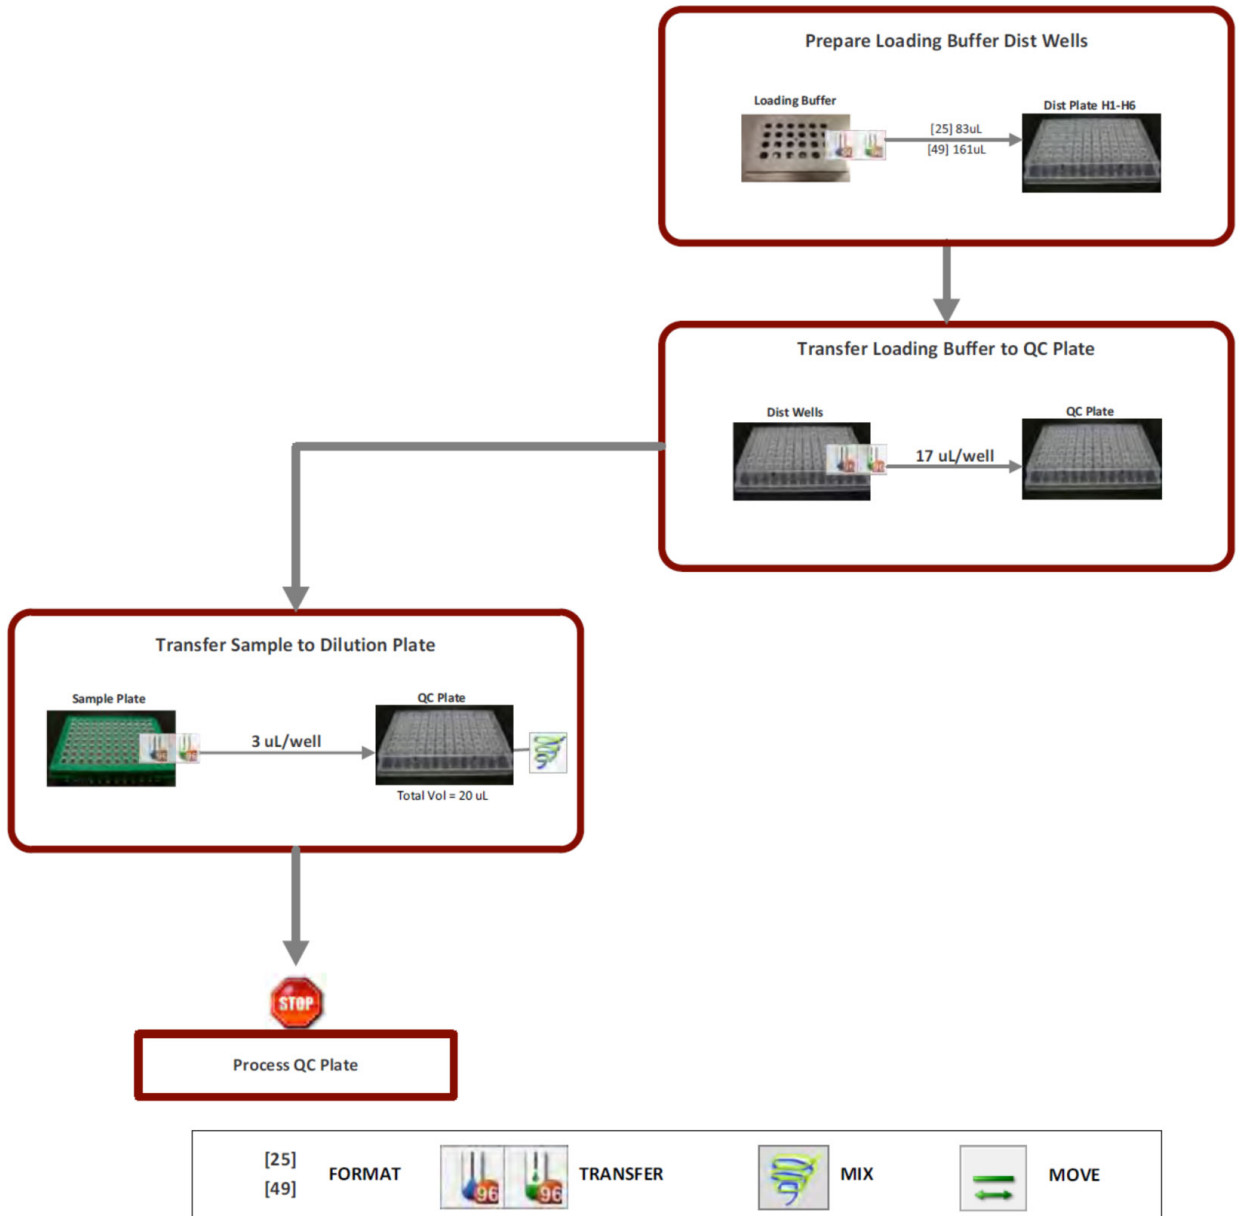 Prepare Loading Buffer Dist Wells
Loading Buffer
Dist Plate H1-H6
[25] 83uL
[49] 161uL
Transfer Loading Buffer to QC Plate
Dist Wells
QC Plate
17 uL/well
Transfer Sample to Dilution Plate
Sample Plate
QC Plate
3 uL/well
Total Vol = 20 uL
STOP
Process QC Plate
[25]
[49]
FORMAT
96
96
TRANSFER
MIX
MOVE